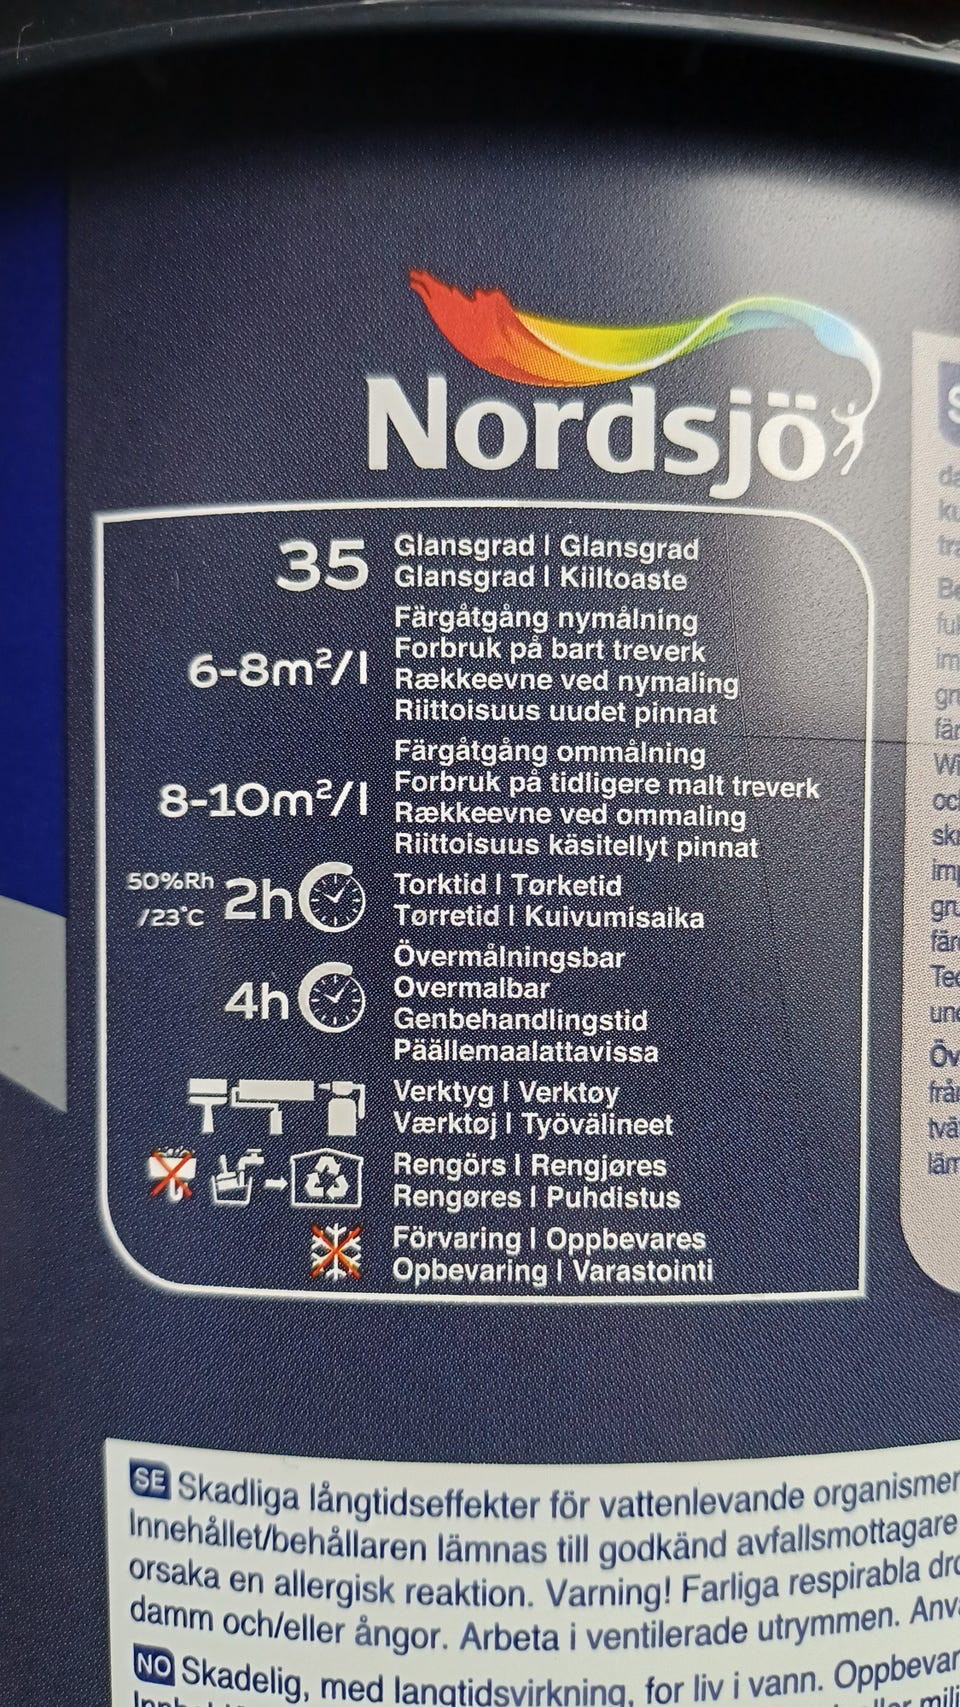 Nordsjö
35 Glansgrad | Glansgrad
Glansgrad | Kiiltoaste
6-8m²/l
Färgåtgång nymålning
Forbruk på bart treverk
Rækkeevne ved nymaling
Riittoisuus uudet pinnat
8-10m²/l
Färgåtgång ommålning
Forbruk på tidligere malt treverk
Rækkeevne ved ommaling
Riittoisuus käsitellyt pinnat
50%Rh
/23°C
2h
Torktid | Tørketid
Tørretid | Kuivumisaika
4h
Övermålningsbar
Overmalbar
Genbehandlingstid
Päällemaalattavissa
Verktyg | Verktøy
Værktøj | Työvälineet
Rengörs | Rengjøres
Rengøres | Puhdistus
Förvaring | Oppbevares
Opbevaring | Varastointi
SE Skadliga långtidseffekter för vattenlevande organismer
Innehållet/behållaren lämnas till godkänd avfallsmottagare
orsaka en allergisk reaktion. Varning! Farliga respirabla
damm och/eller ångor. Arbeta i ventilerade utrymmen.
NO Skadelig, med langtidsvirkning, for liv i vann.